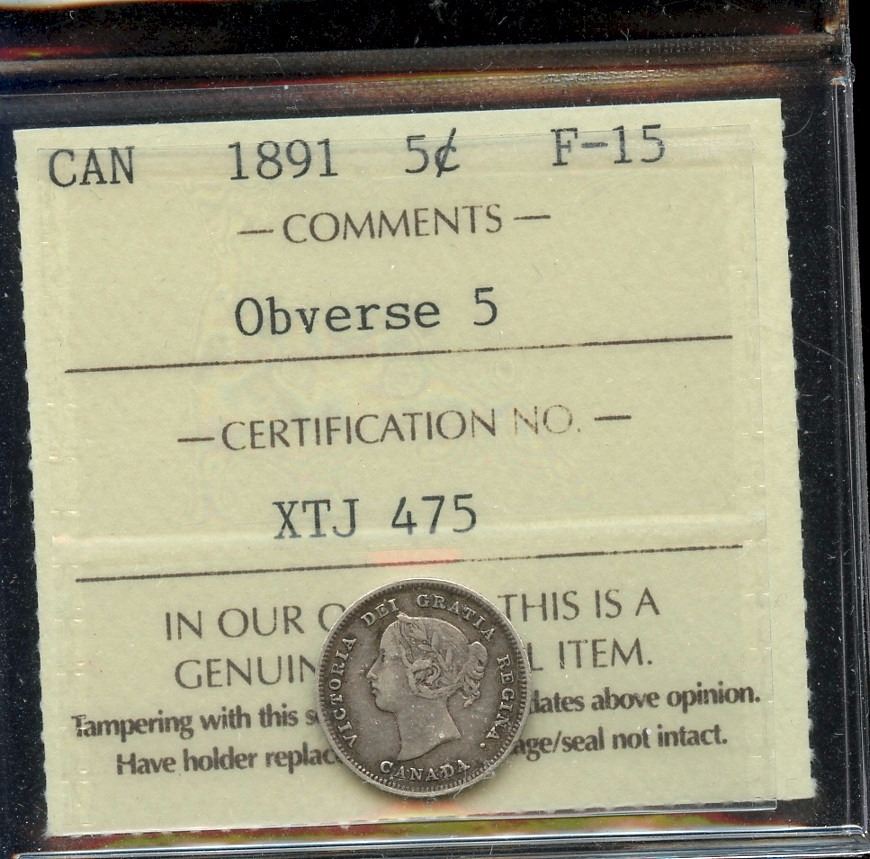 CAN 1891 5¢ F-15
— COMMENTS —
Obverse 5
— CERTIFICATION NO. —
XTJ 475
IN OUR O THIS IS A
GENUIN L ITEM.
Tampering with this s dates above opinion.
Have holder replac age/seal not intact.
VICTORIA DEI GRATIA REGINA.
CANADA